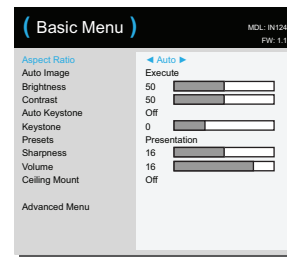 ( Basic Menu )
MDL: IN124
FW: 1.1
Aspect Ratio ◄ Auto ►
Auto Image Execute
Brightness 50
Contrast 50
Auto Keystone Off
Keystone 0
Presets Presentation
Sharpness 16
Volume 16
Ceiling Mount Off
Advanced Menu